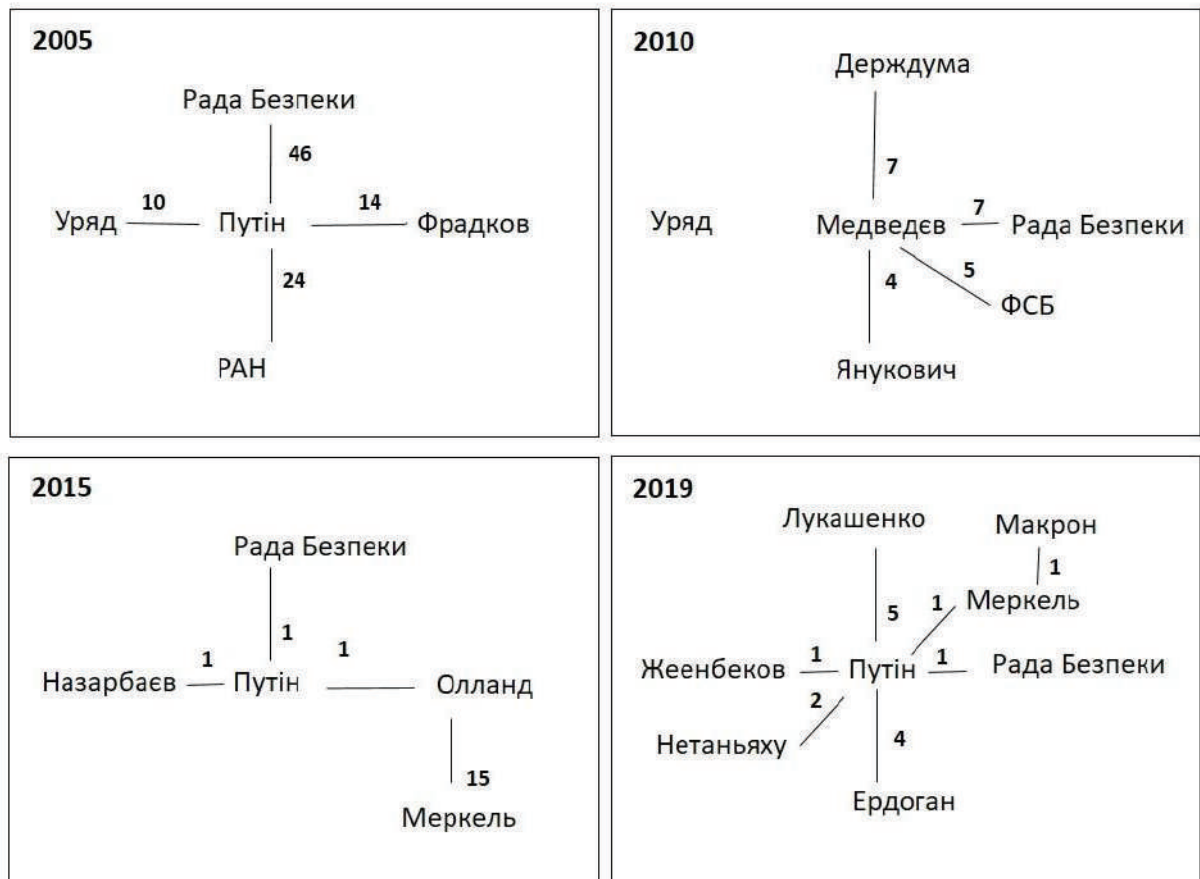 2005
Рада Безпеки
46
10
14
Уряд
Путін
Фрадков
24
РАН
2010
Держдума
7
7
Уряд
Медведєв
Рада Безпеки
4
5
ФСБ
Янукович
2015
Рада Безпеки
1
1
1
Назарбаєв
Путін
Олланд
15
Меркель
2019
Лукашенко
Макрон
1
5
1
Меркель
Жеенбеков
1
Путін
1
Рада Безпеки
2
Нетаньяху
4
Ердоган